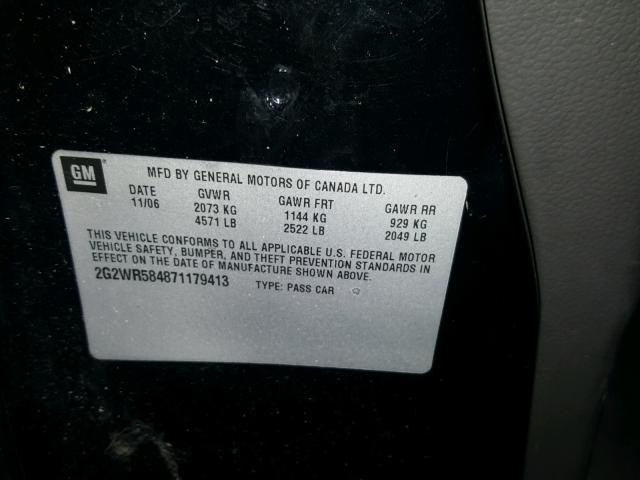 GM
MFD BY GENERAL MOTORS OF CANADA LTD.
DATE GVWR GAWR FRT GAWR RR
11/06 2073 KG 1144 KG 929 KG
4571 LB 2522 LB 2049 LB
THIS VEHICLE CONFORMS TO ALL APPLICABLE U.S. FEDERAL MOTOR
VEHICLE SAFETY, BUMPER, AND THEFT PREVENTION STANDARDS IN
EFFECT ON THE DATE OF MANUFACTURE SHOWN ABOVE.
2G2WR584871179413 TYPE: PASS CAR